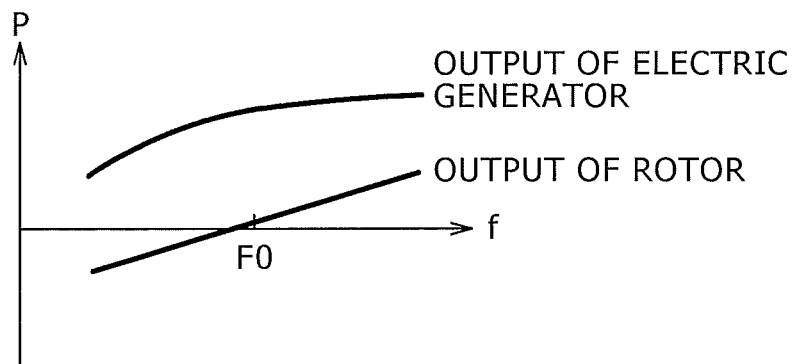 P
OUTPUT OF ELECTRIC
GENERATOR
OUTPUT OF ROTOR
f
F0